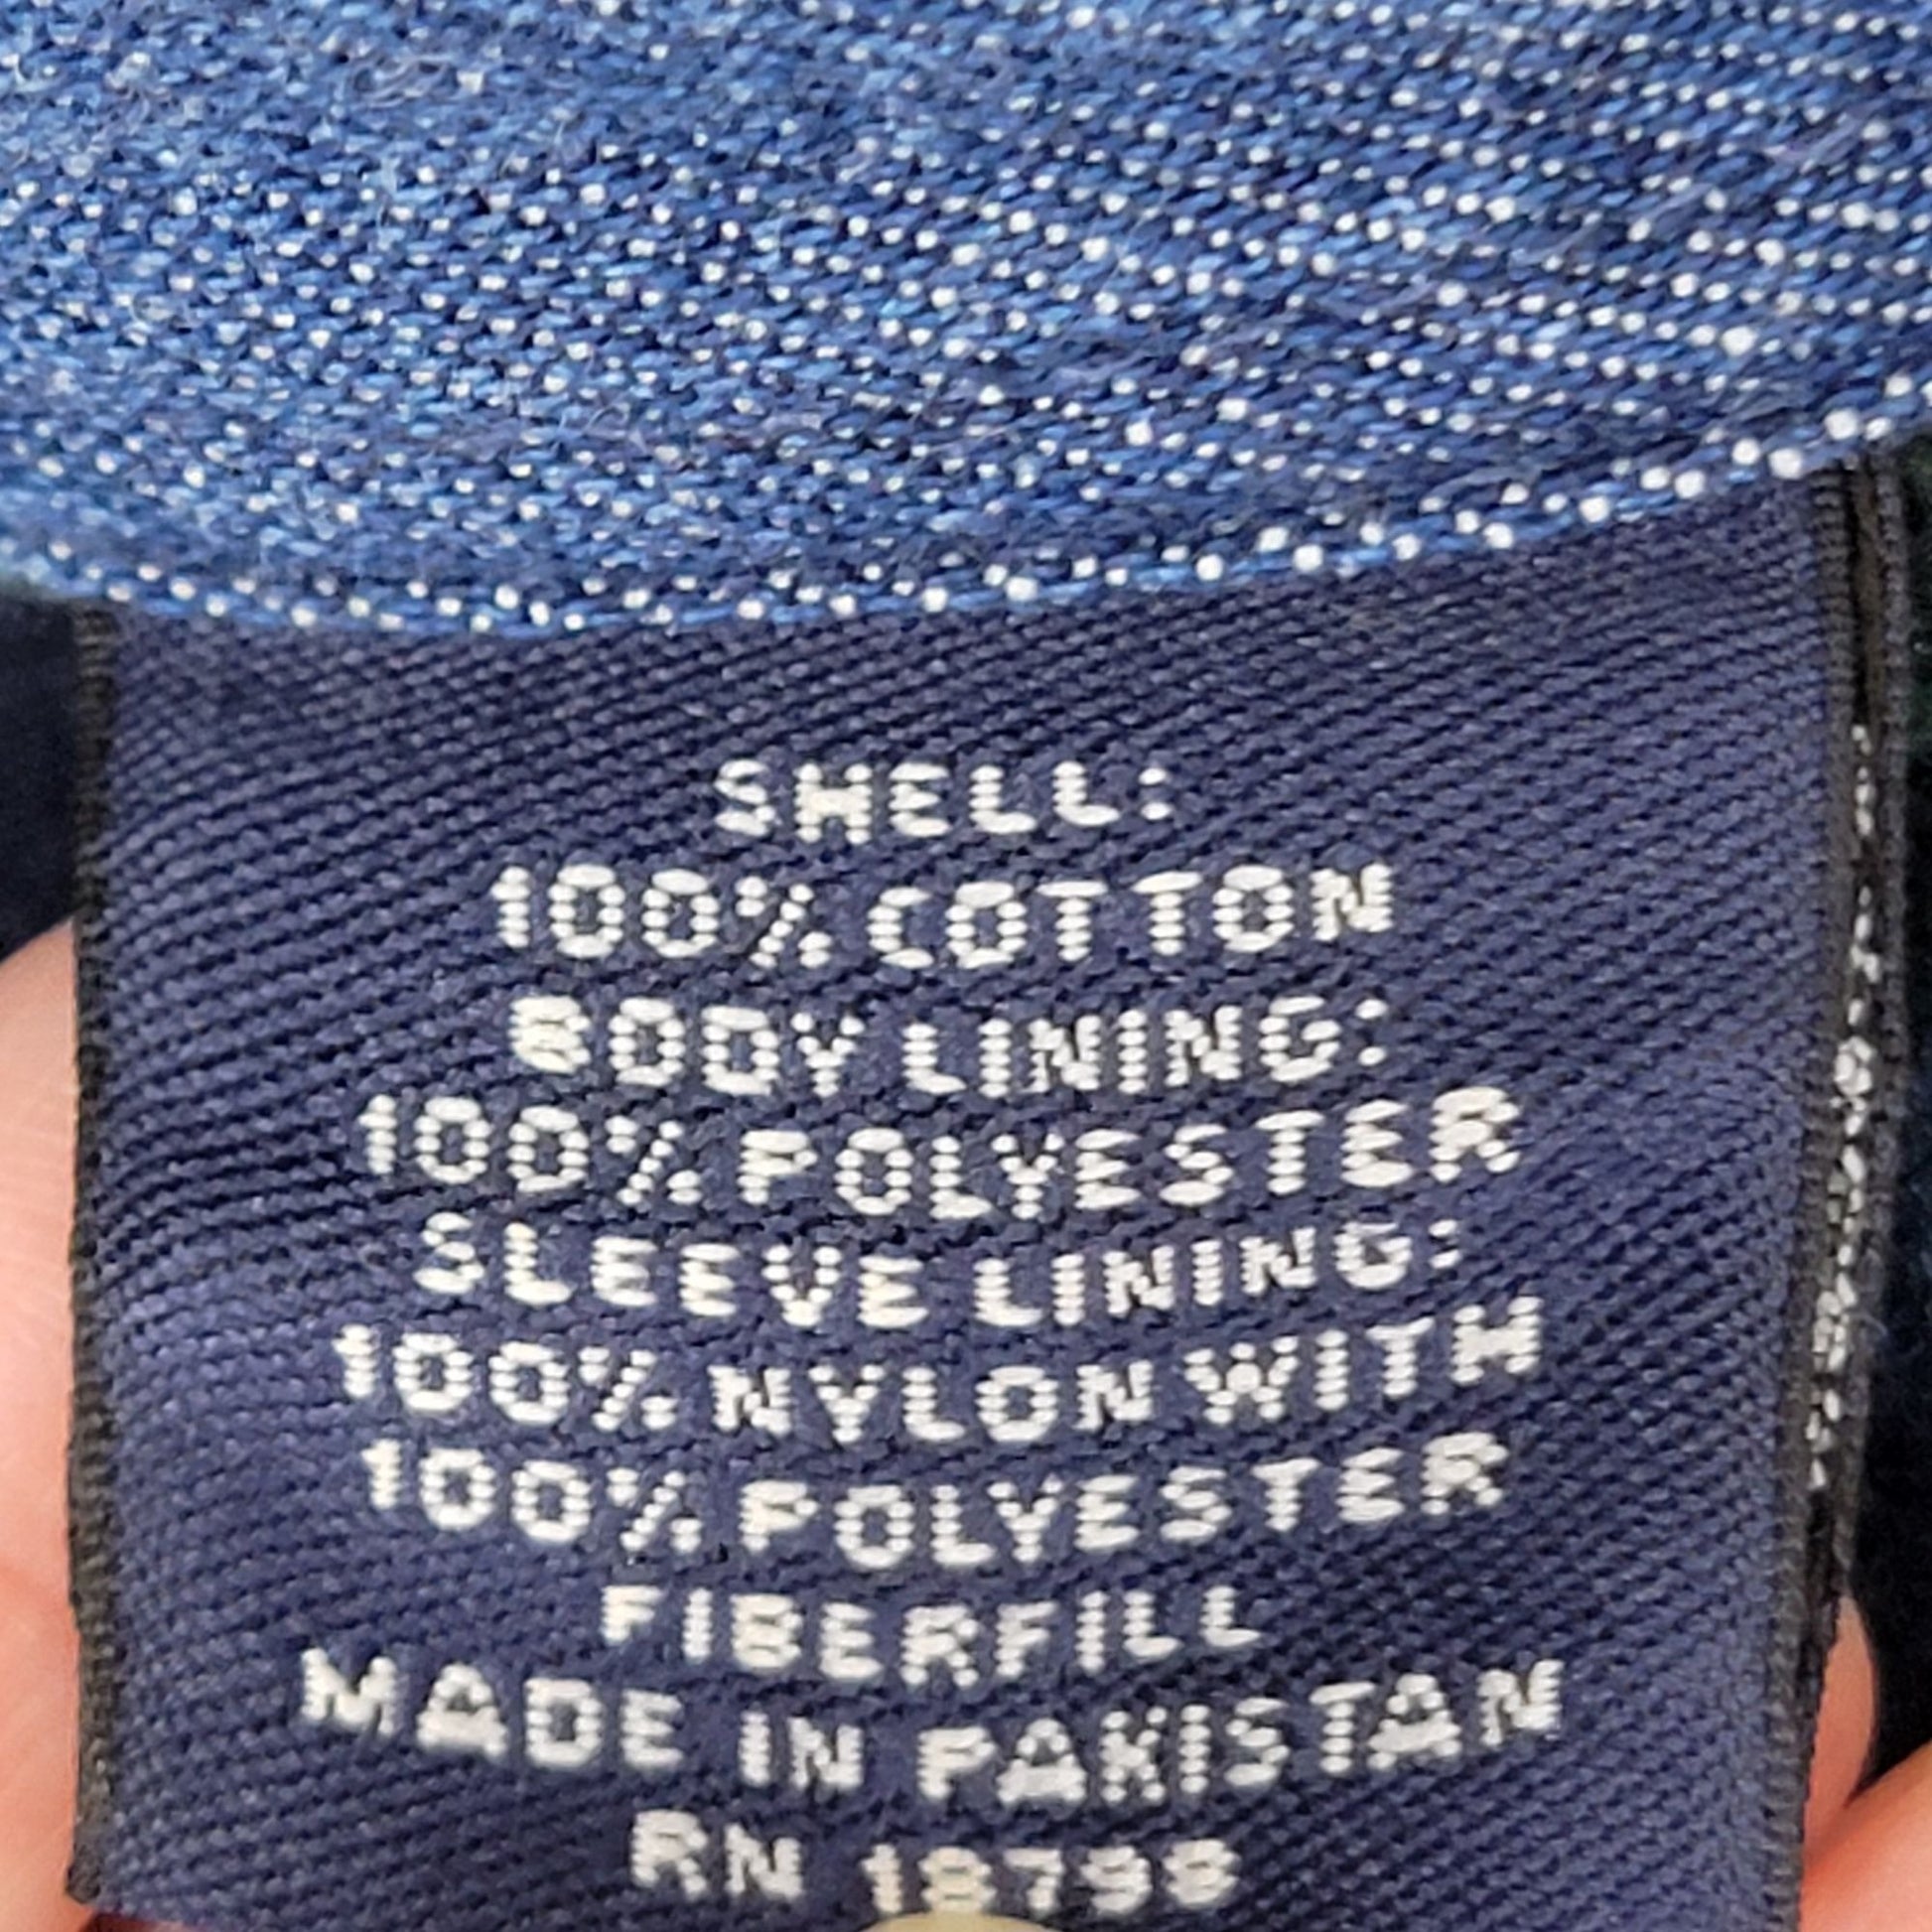 SHELL:
100% COTTON
BODY LINING:
100% POLYESTER
SLEEVE LINING:
100% NYLON WITH
100% POLYESTER
FIBERFILL
MADE IN PAKISTAN
RN 18798